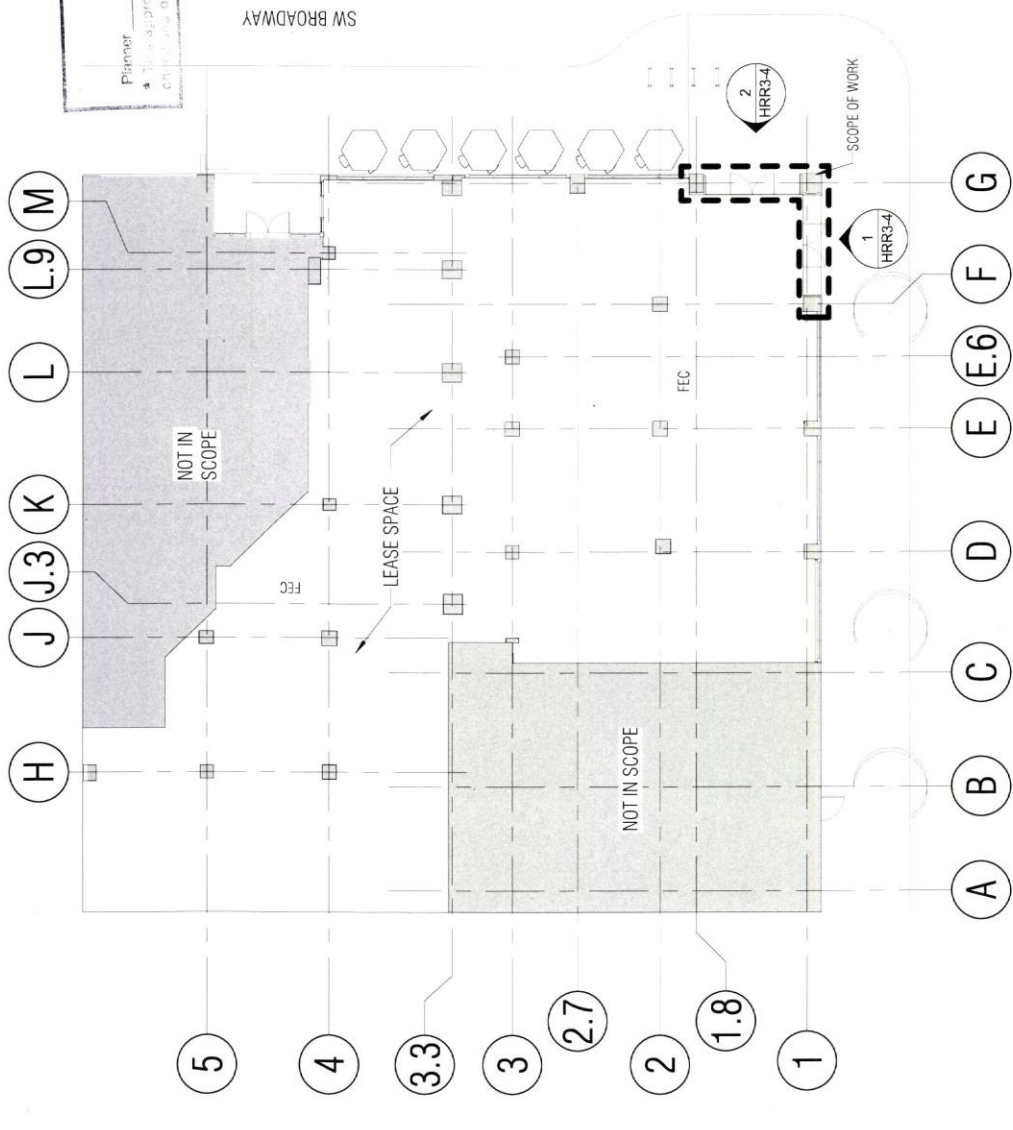 Planner
SW BROADWAY
M
L.9
L
K
J.3
J
H
NOT IN
SCOPE
FEC
LEASE SPACE
FEC
NOT IN SCOPE
2
HRR3-4
SCOPE OF WORK
1
HRR3-4
5
4
3.3
3
2.7
2
1.8
1
G
F
E.6
E
D
C
B
A